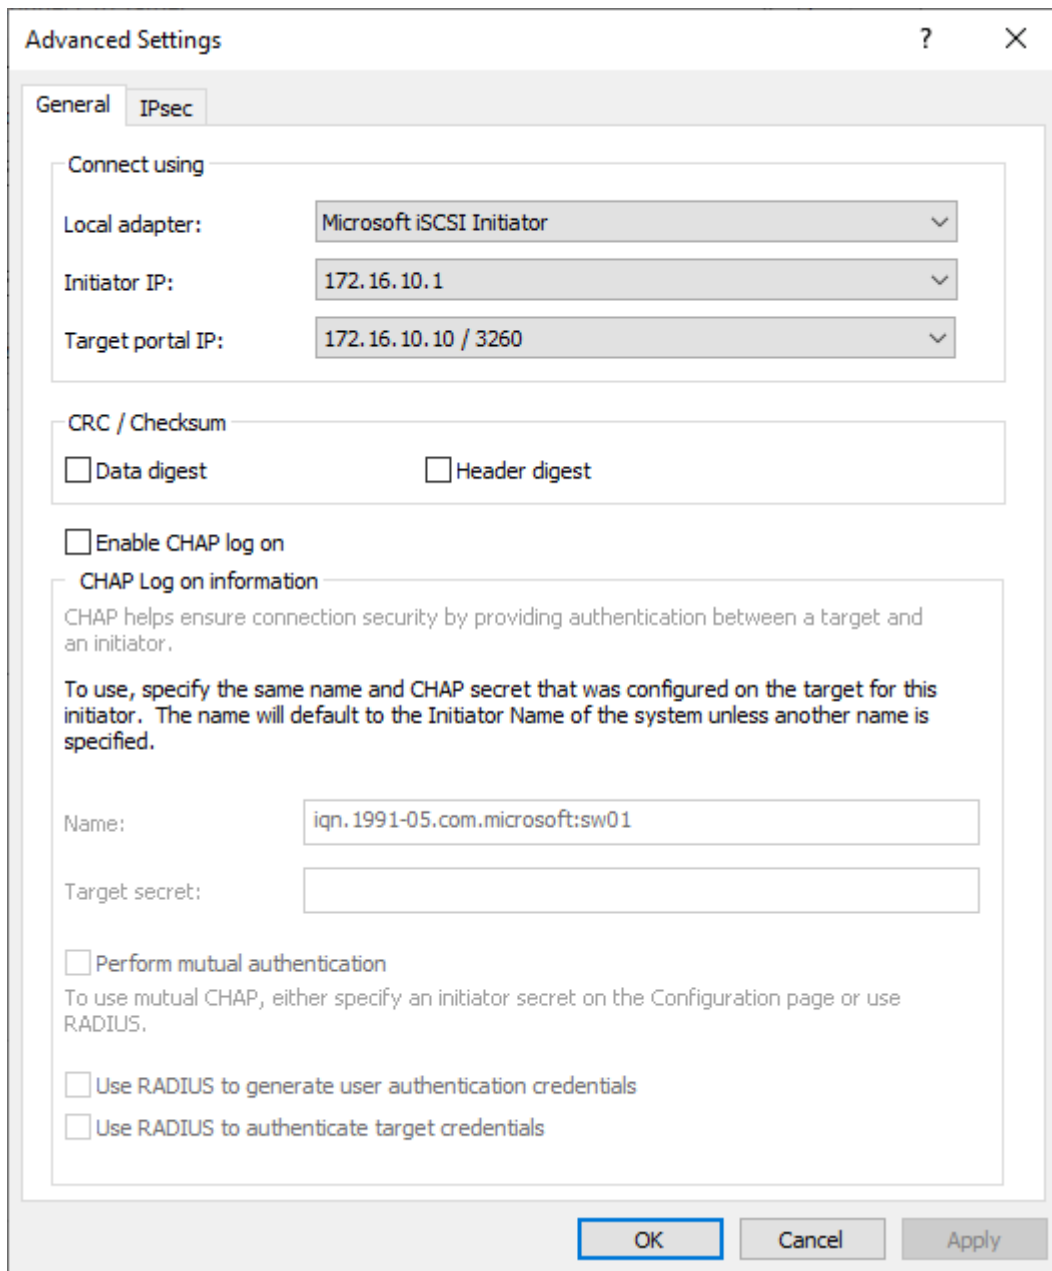 Advanced Settings
?
General
IPsec
Connect using
Local adapter:
Microsoft iSCSI Initiator
Initiator IP:
172.16.10.1
Target portal IP:
172.16.10.10 / 3260
CRC / Checksum
Data digest
Header digest
Enable CHAP log on
CHAP Log on information
CHAP helps ensure connection security by providing authentication between a target and
an initiator.
To use, specify the same name and CHAP secret that was configured on the target for this
initiator.  The name will default to the Initiator Name of the system unless another name is
specified.
Name:
iqn.1991-05.com.microsoft:sw01
Target secret:
Perform mutual authentication
To use mutual CHAP, either specify an initiator secret on the Configuration page or use
RADIUS.
Use RADIUS to generate user authentication credentials
Use RADIUS to authenticate target credentials
OK
Cancel
Apply